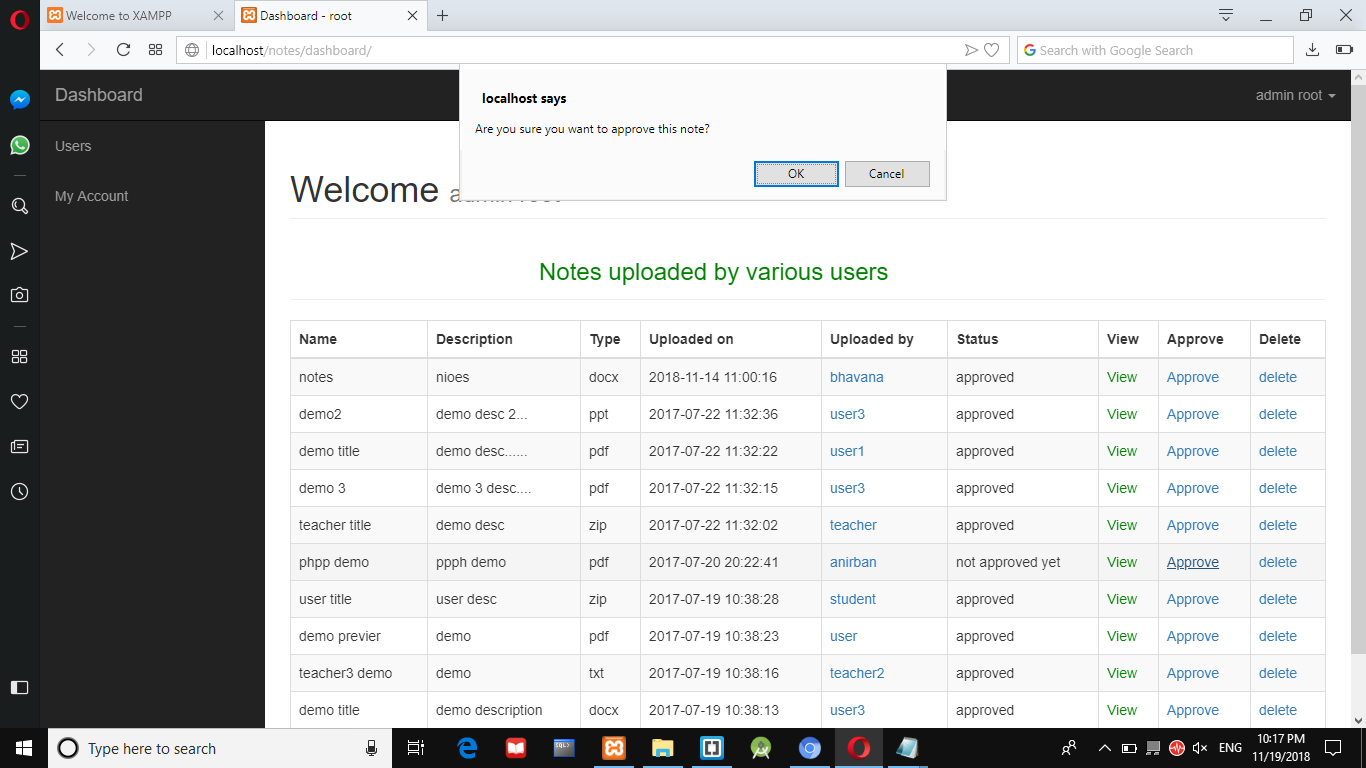 Welcome to XAMPP
Dashboard - root
localhost/notes/dashboard/
Search with Google Search
Dashboard
admin root
localhost says
Are you sure you want to approve this note?
OK Cancel
Users
My Account
Welcome admin root
Notes uploaded by various users
Name Description Type Uploaded on Uploaded by Status View Approve Delete
notes nioes docx 2018-11-14 11:00:16 bhavana approved View Approve delete
demo2 demo desc 2... ppt 2017-07-22 11:32:36 user3 approved View Approve delete
demo title demo desc...... pdf 2017-07-22 11:32:22 user1 approved View Approve delete
demo 3 demo 3 desc.... pdf 2017-07-22 11:32:15 user3 approved View Approve delete
teacher title demo desc zip 2017-07-22 11:32:02 teacher approved View Approve delete
phpp demo ppph demo pdf 2017-07-20 20:22:41 anirban not approved yet View Approve delete
user title user desc zip 2017-07-19 10:38:28 student approved View Approve delete
demo previer demo pdf 2017-07-19 10:38:23 user approved View Approve delete
teacher3 demo demo txt 2017-07-19 10:38:16 teacher2 approved View Approve delete
demo title demo description docx 2017-07-19 10:38:13 user3 approved View Approve delete
Type here to search
ENG
10:17 PM
11/19/2018